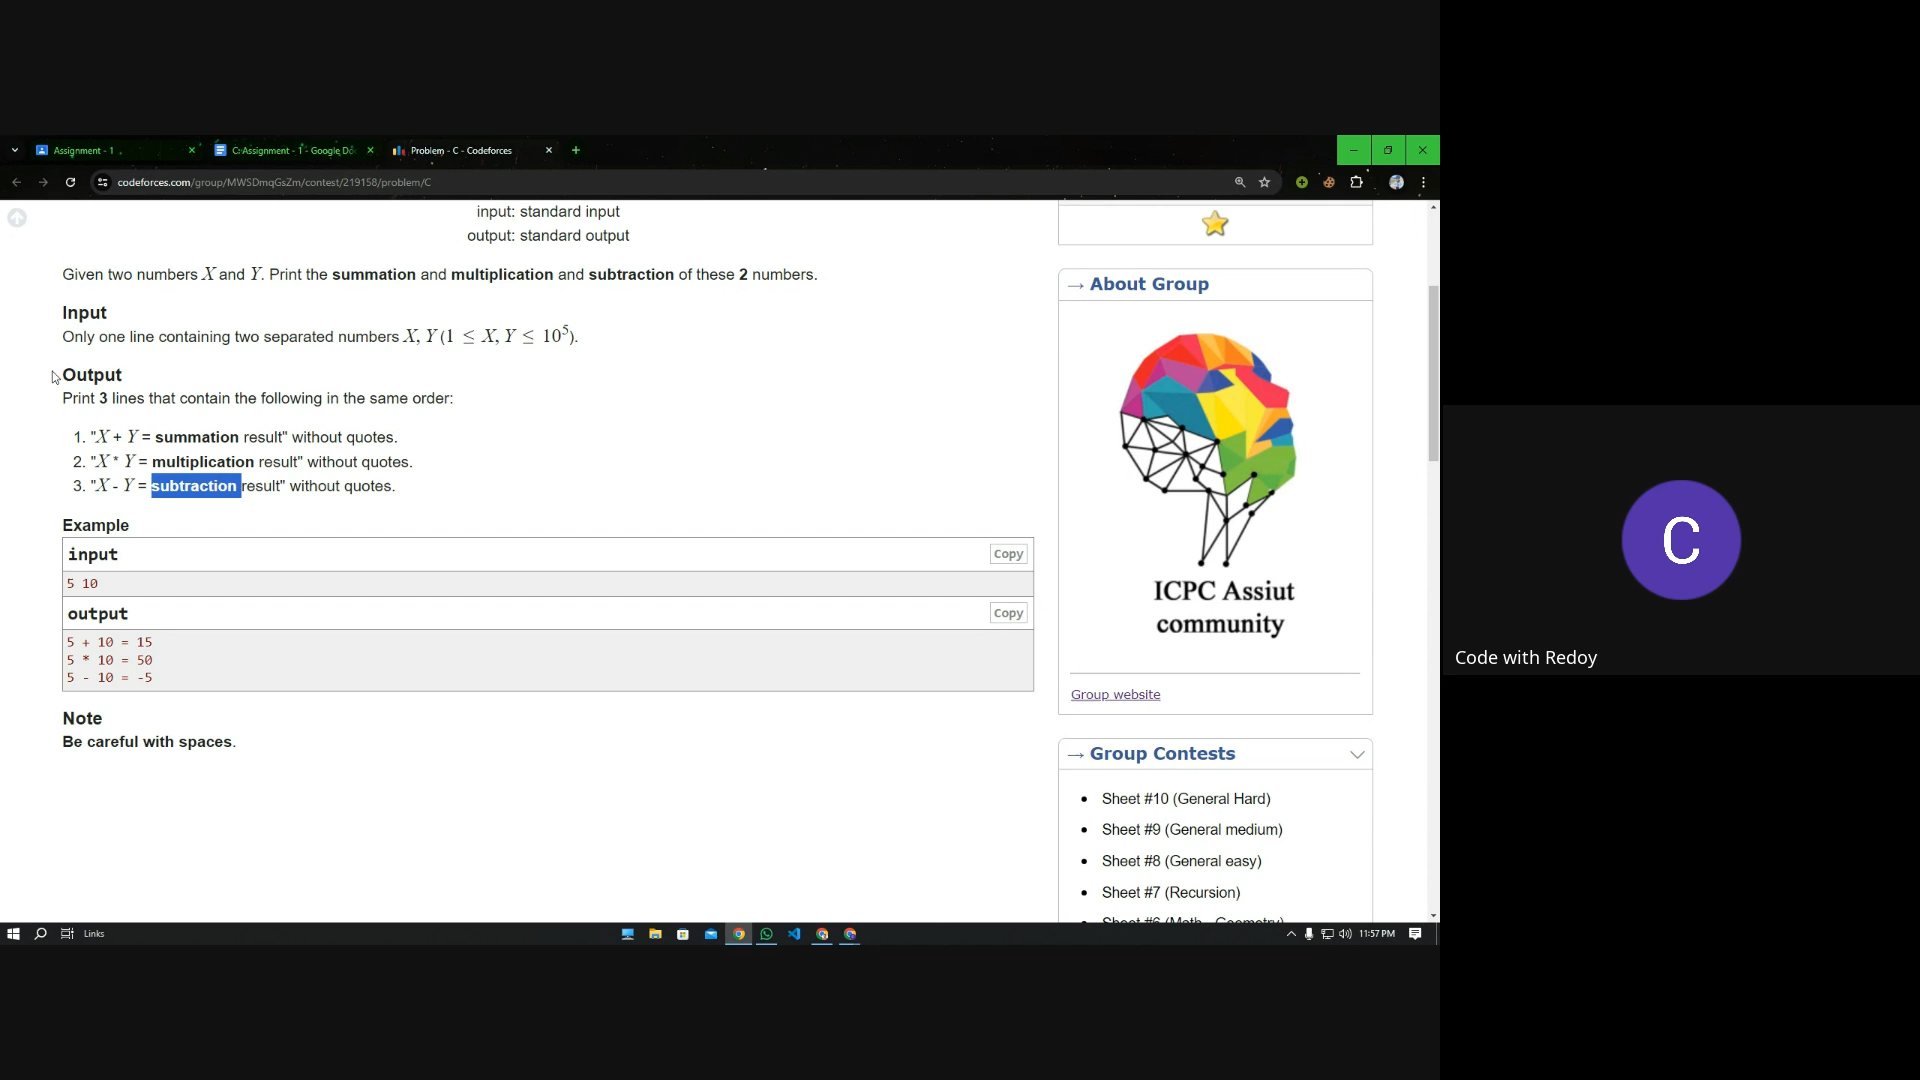 Assignment - 1
C:Assignment - 1 - Google Do
Problem - C - Codeforces
codeforces.com/group/MWSDmqGsZm/contest/219158/problem/C
input: standard input
output: standard output
Given two numbers X and Y. Print the summation and multiplication and subtraction of these 2 numbers.
Input
Only one line containing two separated numbers X, Y (1 ≤ X, Y ≤ 10⁵).
Output
Print 3 lines that contain the following in the same order:
1. "X + Y = summation result" without quotes.
2. "X * Y = multiplication result" without quotes.
3. "X - Y = subtraction result" without quotes.
Example
input
Copy
5 10
output
Copy
5 + 10 = 15
5 * 10 = 50
5 - 10 = -5
Note
Be careful with spaces.
→ About Group
ICPC Assiut
community
Group website
→ Group Contests
Sheet #10 (General Hard)
Sheet #9 (General medium)
Sheet #8 (General easy)
Sheet #7 (Recursion)
Sheet #6 (Math - Geometry)
C
Code with Redoy
Links
11:57 PM